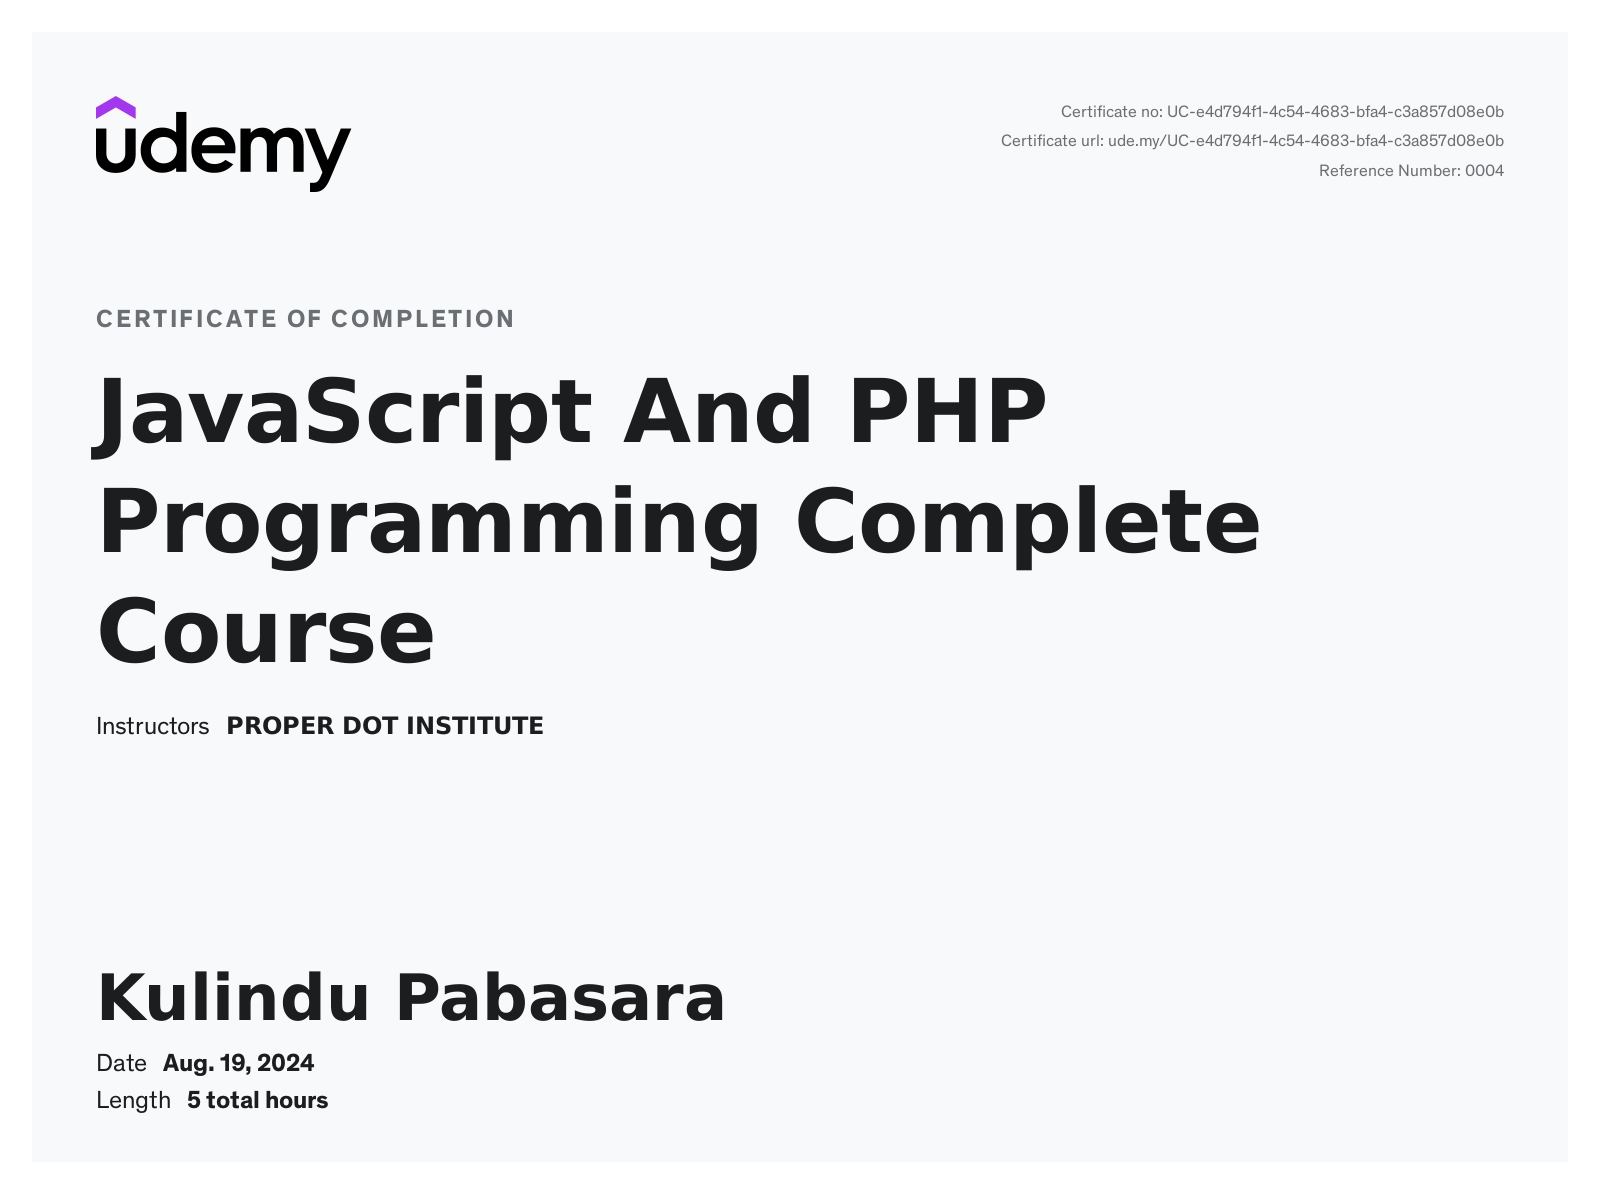 udemy
Certificate no: UC-e4d794f1-4c54-4683-bfa4-c3a857d08e0b
Certificate url: ude.my/UC-e4d794f1-4c54-4683-bfa4-c3a857d08e0b
Reference Number: 0004
CERTIFICATE OF COMPLETION
JavaScript And PHP
Programming Complete
Course
Instructors PROPER DOT INSTITUTE
Kulindu Pabasara
Date Aug. 19, 2024
Length 5 total hours